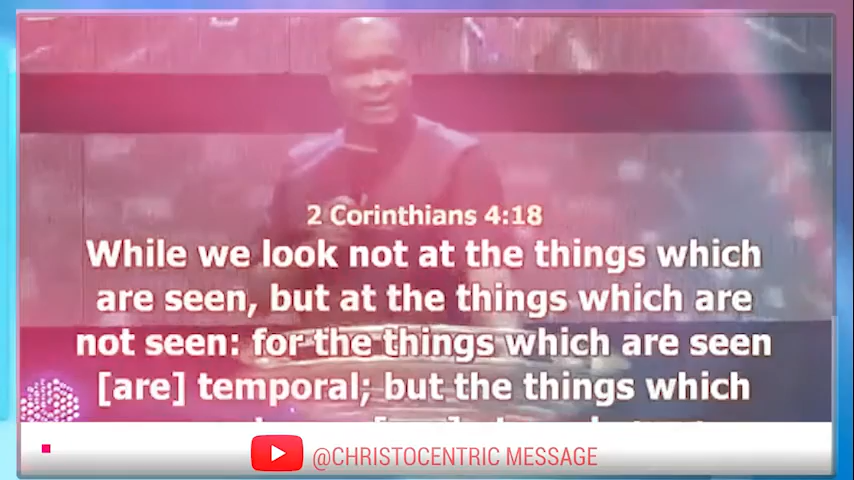 2 Corinthians 4:18
While we look not at the things which
are seen, but at the things which are
not seen: for the things which are seen
[are] temporal; but the things which
@CHRISTOCENTRIC MESSAGE